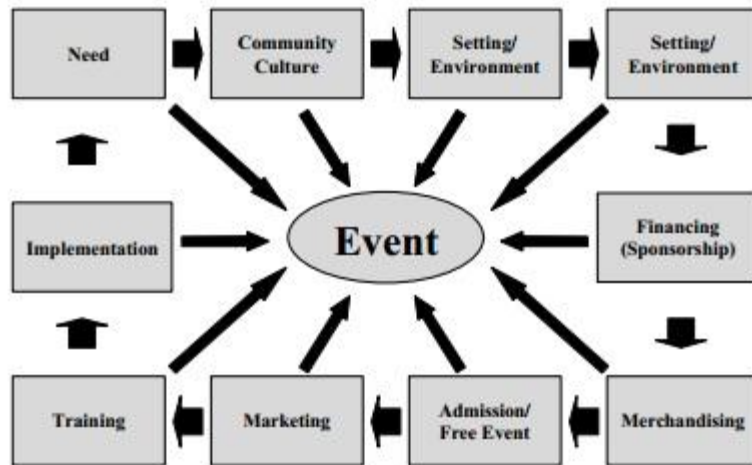 Need
Community
Culture
Setting/
Environment
Setting/
Environment
Implementation
Event
Financing
(Sponsorship)
Training
Marketing
Admission/
Free Event
Merchandising